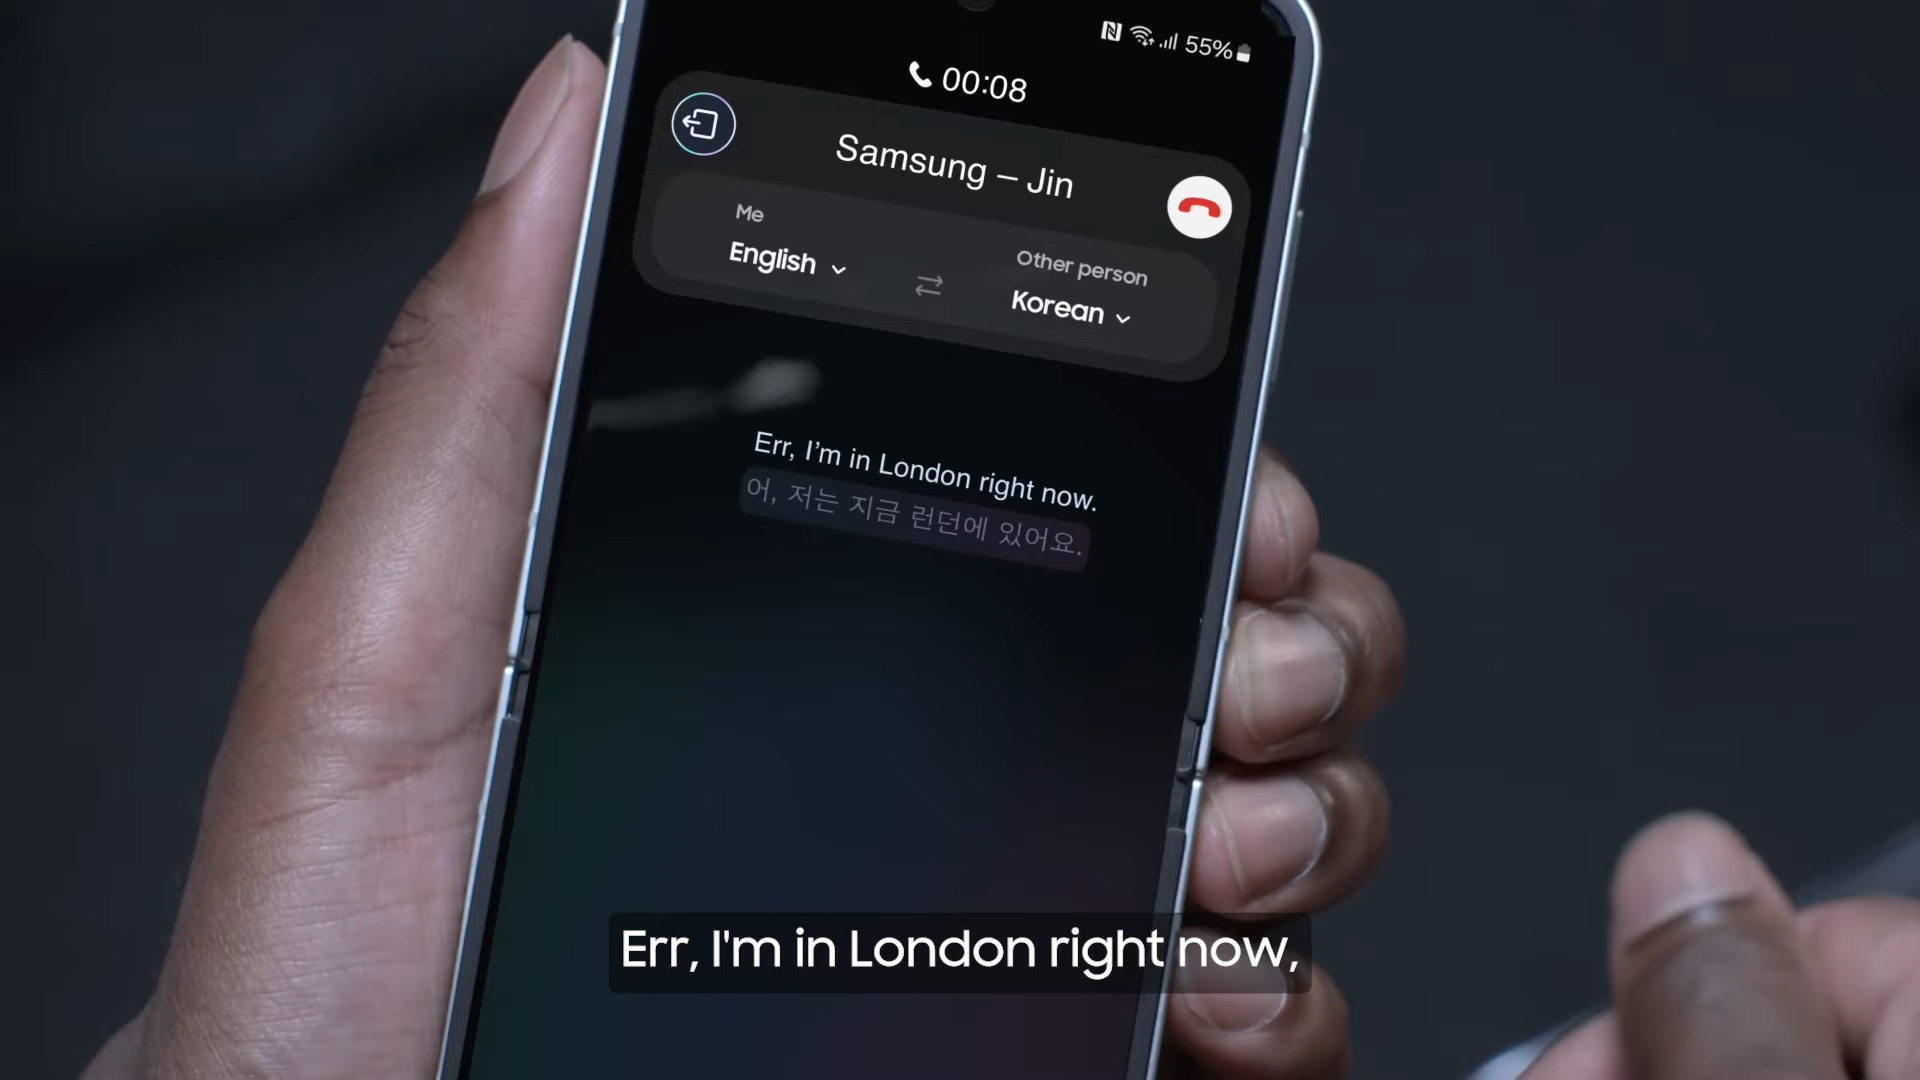 55%
00:08
Samsung – Jin
Me
Other person
English
Korean
Err, I’m in London right now.
어, 저는 지금 런던에 있어요.
Err, I'm in London right now,